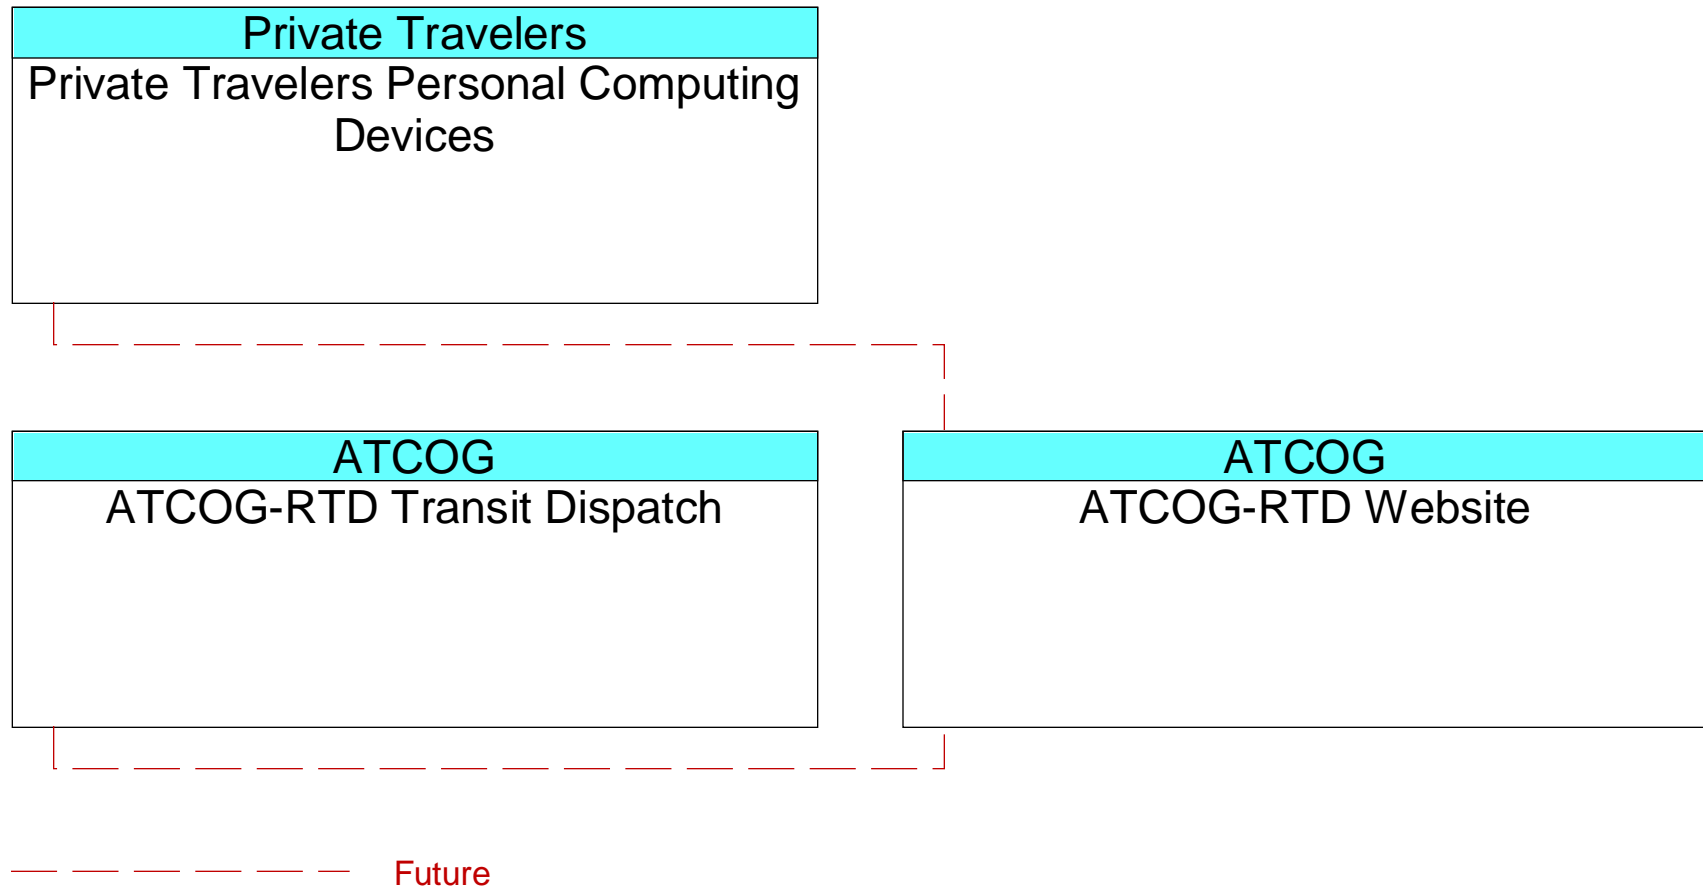 Private Travelers
Private Travelers Personal Computing
Devices
ATCOG
ATCOG-RTD Transit Dispatch
ATCOG
ATCOG-RTD Website
Future